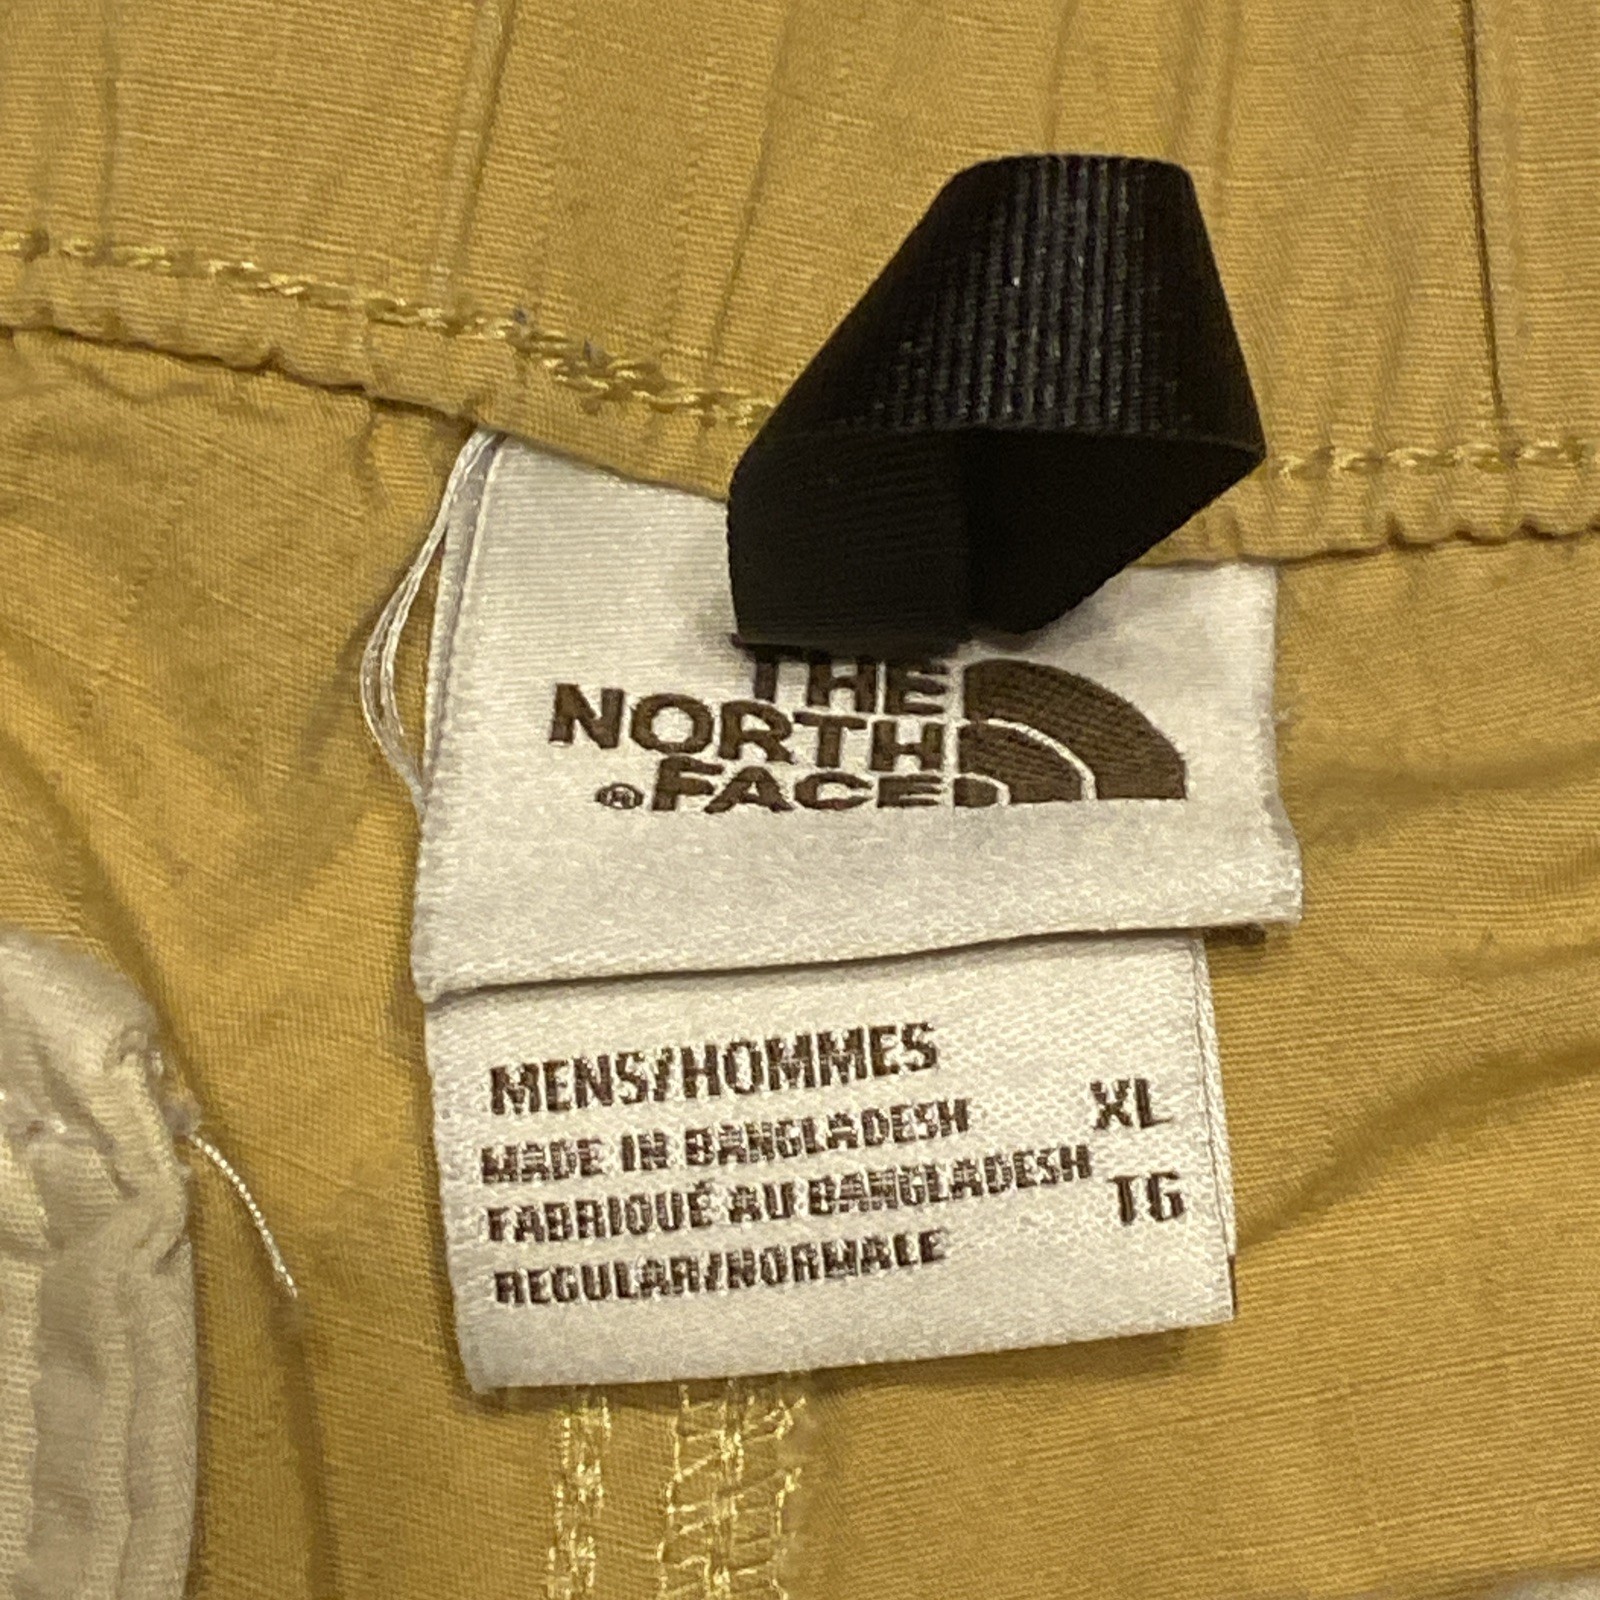 THE
NORTH
® FACE
MENS/HOMMES
MADE IN BANGLADESH XL
FABRIQUÉ AU BANGLADESH TG
REGULAR/NORMALE